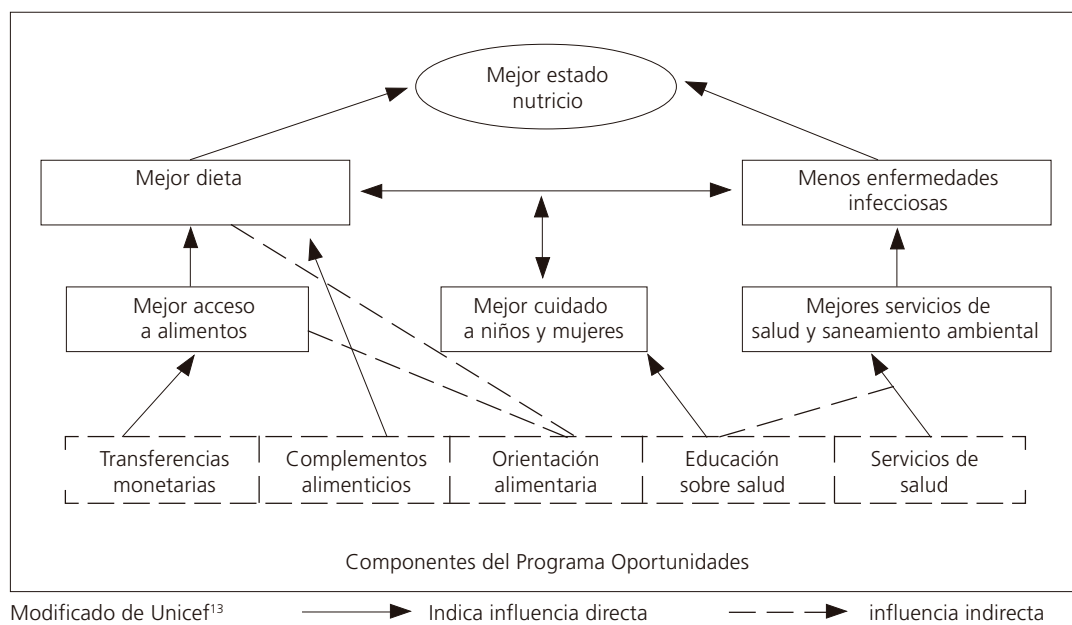 Mejor estado
nutricio
Mejor dieta
Menos enfermedades
infecciosas
Mejor acceso
a alimentos
Mejor cuidado
a niños y mujeres
Mejores servicios de
salud y saneamiento ambiental
Transferencias
monetarias
Complementos
alimenticios
Orientación
alimentaria
Educación
sobre salud
Servicios de
salud
Componentes del Programa Oportunidades
Modificado de Unicef¹³
Indica influencia directa
influencia indirecta